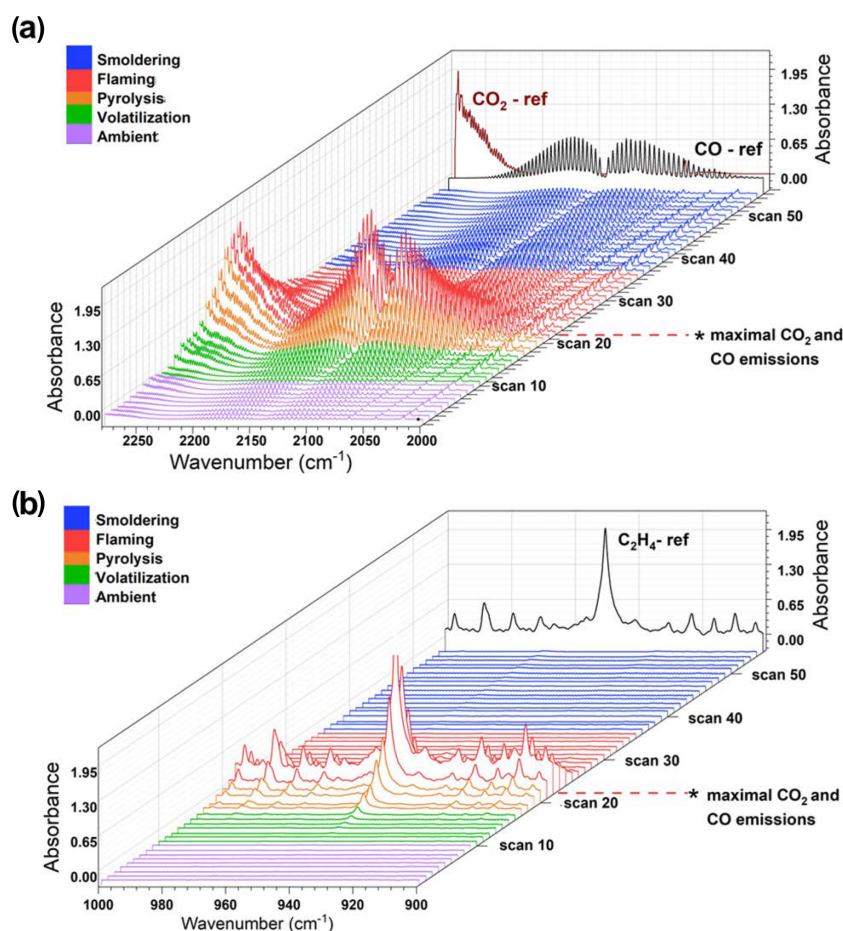 (a)
Smoldering
Flaming
Pyrolysis
Volatilization
Ambient
CO₂ - ref
CO - ref
1.95
1.30
0.65
0.00
Absorbance
scan 50
scan 40
scan 30
scan 20
scan 10
* maximal CO₂ and
CO emissions
1.95
1.30
0.65
0.00
Absorbance
2250
2200
2150
2100
2050
2000
Wavenumber (cm⁻¹)
(b)
Smoldering
Flaming
Pyrolysis
Volatilization
Ambient
C₂H₄- ref
1.95
1.30
0.65
0.00
Absorbance
scan 50
scan 40
scan 30
scan 20
scan 10
* maximal CO₂ and
CO emissions
1.95
1.30
0.65
0.00
Absorbance
1000
980
960
940
920
900
Wavenumber (cm⁻¹)